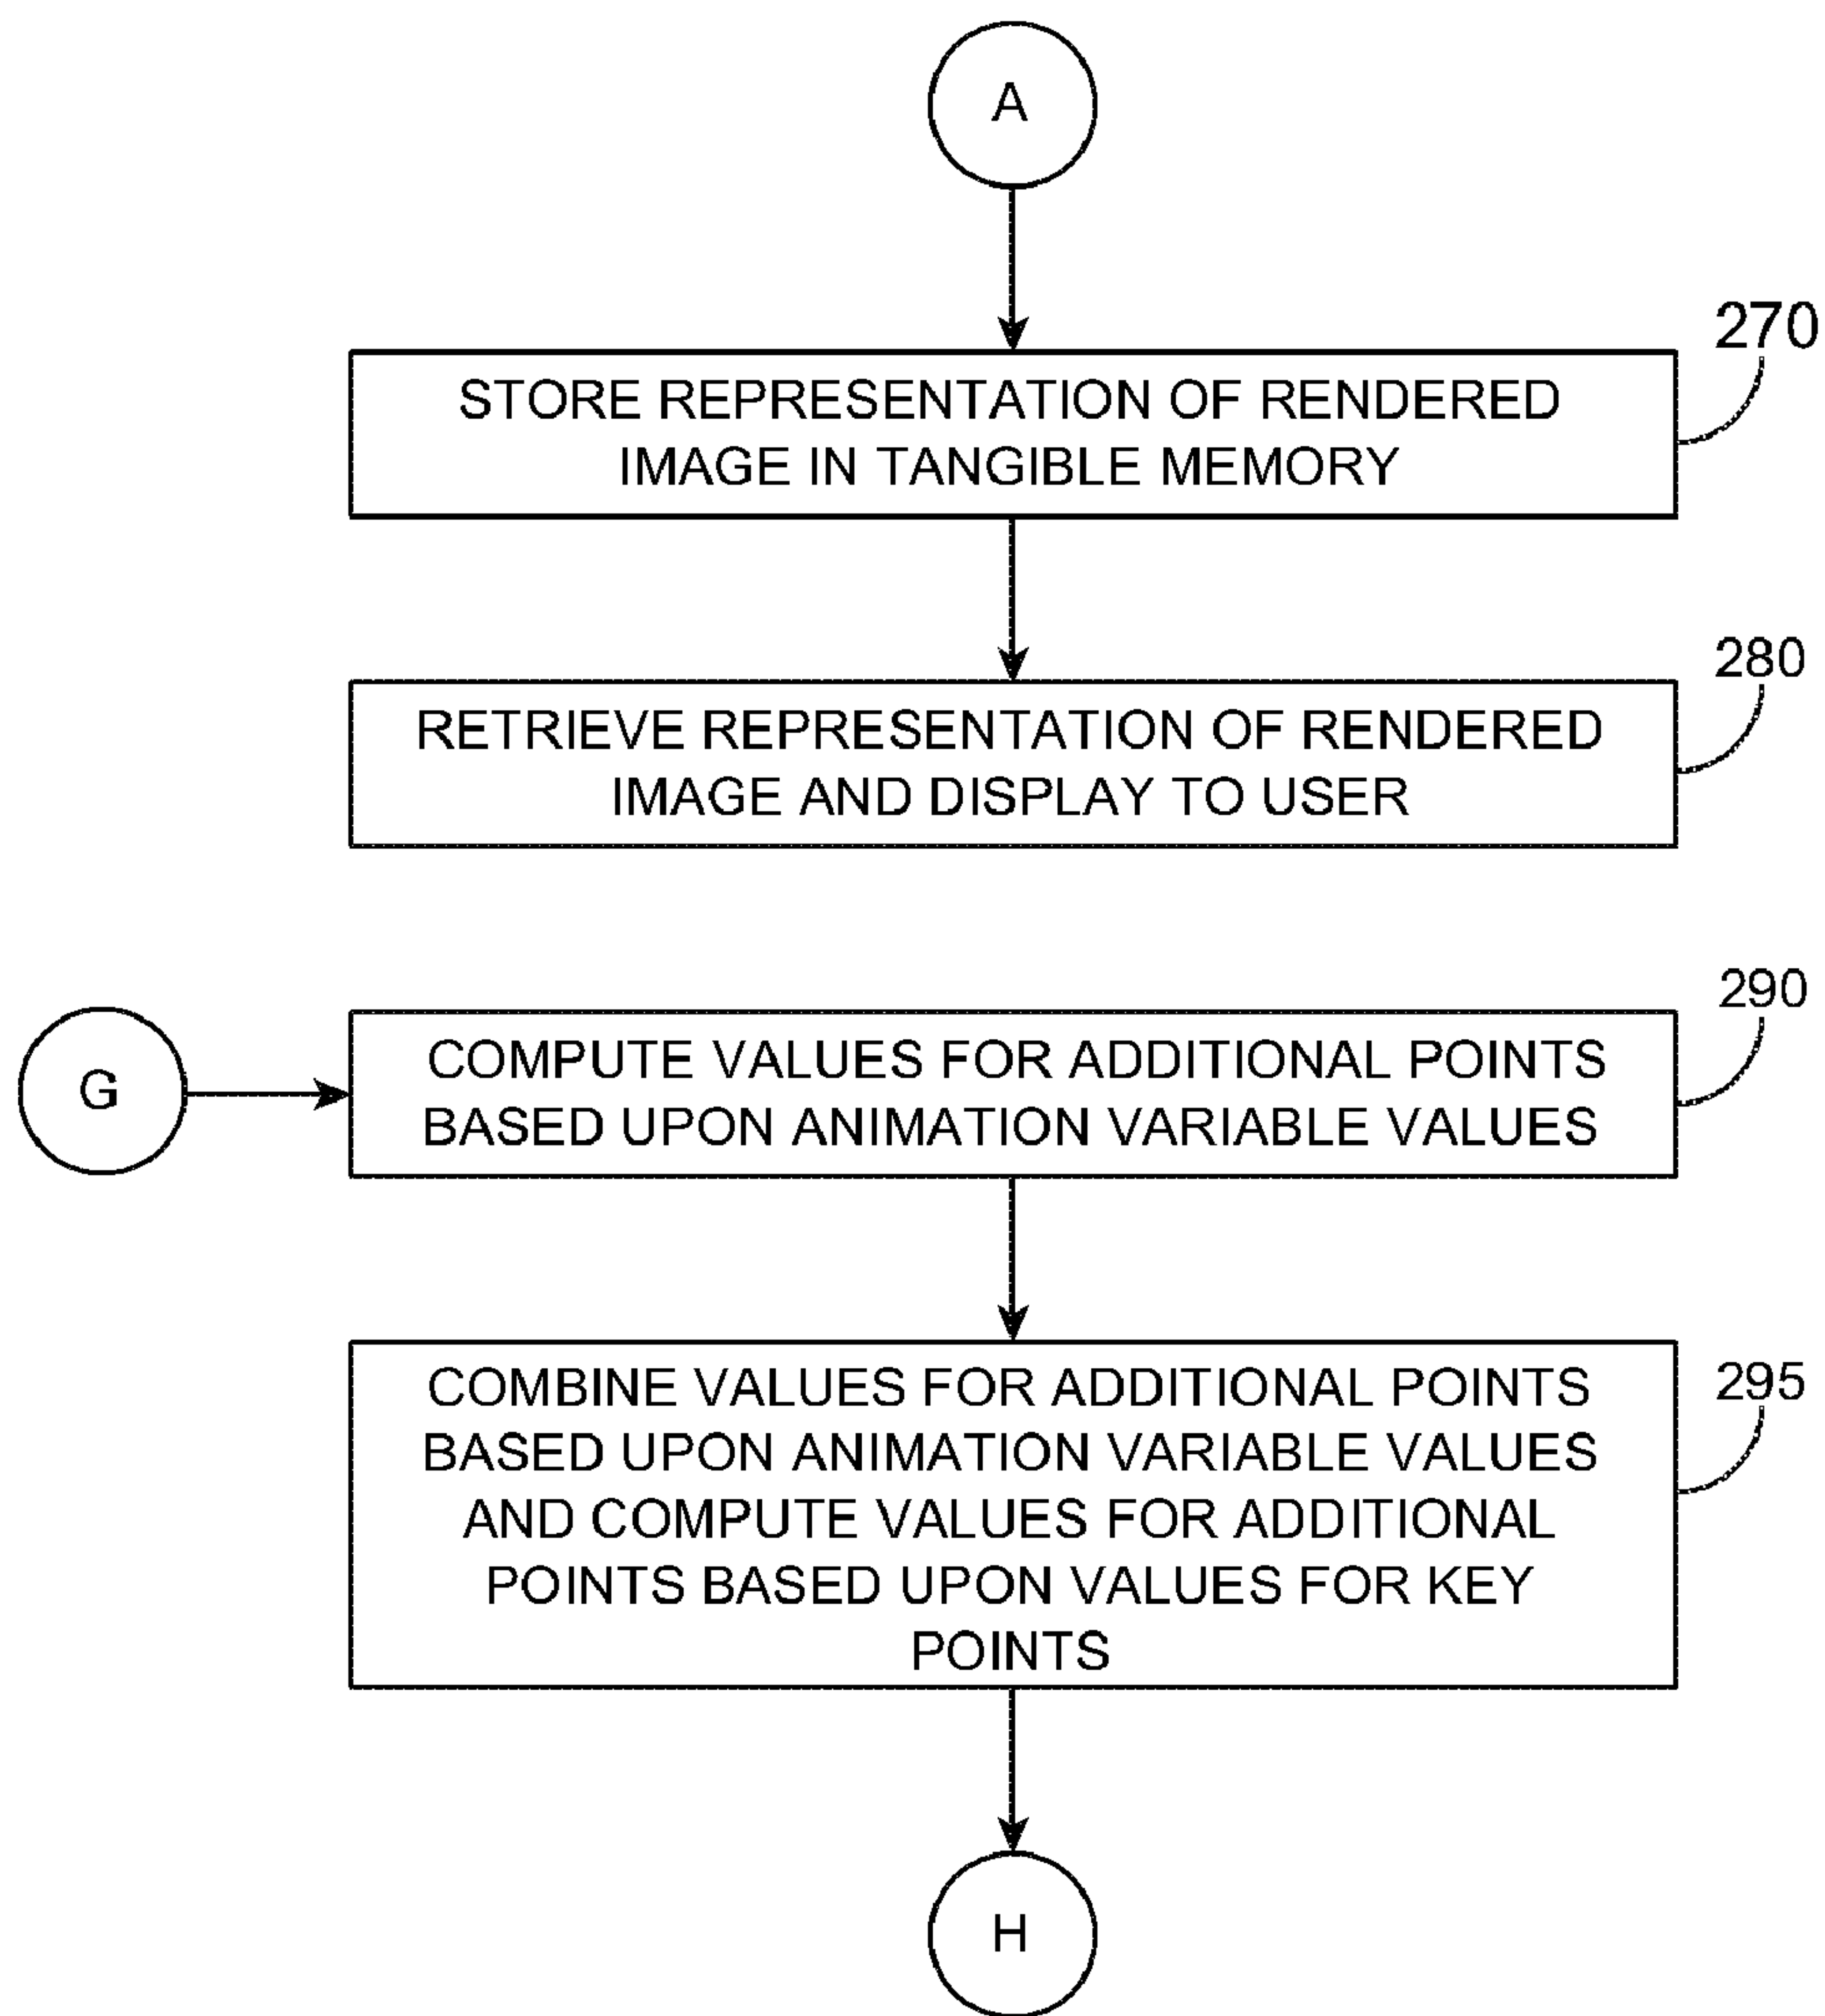 A
270
STORE REPRESENTATION OF RENDERED
IMAGE IN TANGIBLE MEMORY
280
RETRIEVE REPRESENTATION OF RENDERED
IMAGE AND DISPLAY TO USER
290
G
COMPUTE VALUES FOR ADDITIONAL POINTS
BASED UPON ANIMATION VARIABLE VALUES
295
COMBINE VALUES FOR ADDITIONAL POINTS
BASED UPON ANIMATION VARIABLE VALUES
AND COMPUTE VALUES FOR ADDITIONAL
POINTS BASED UPON VALUES FOR KEY
POINTS
H